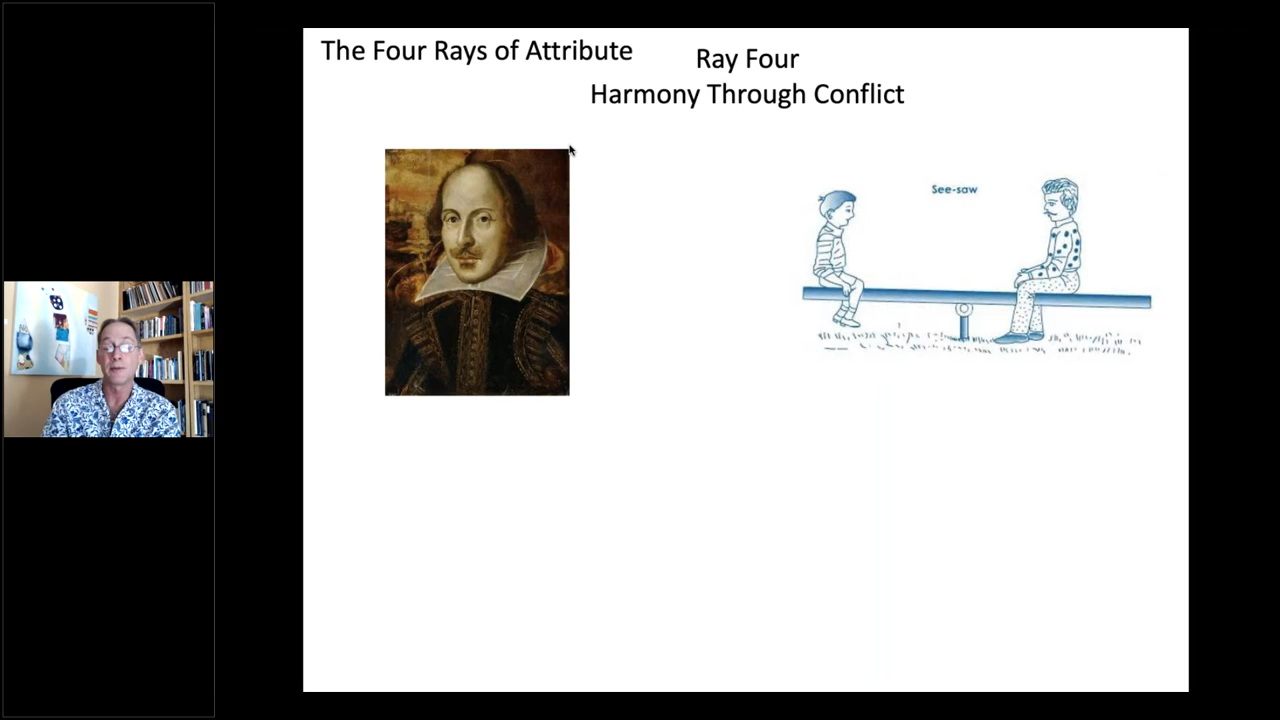 The Four Rays of Attribute
Ray Four
Harmony Through Conflict
See-saw